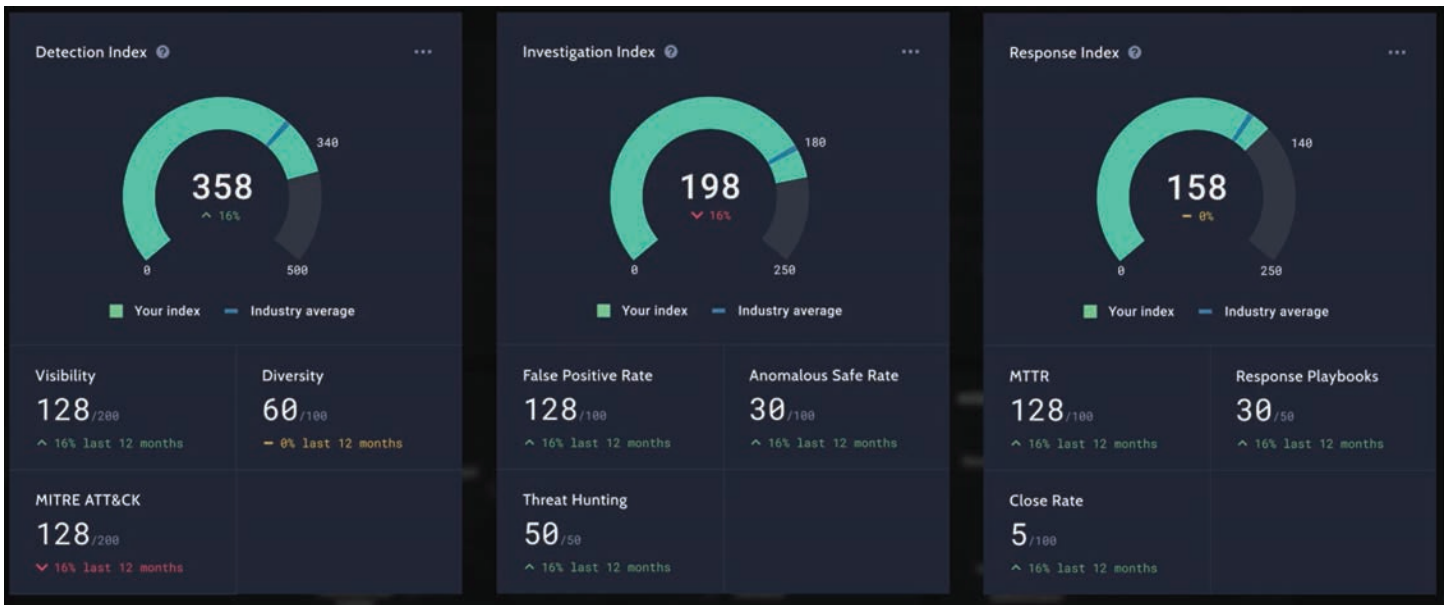 Detection Index
340
358
16%
0
500
Your index
Industry average
Visibility
128/200
16% last 12 months
Diversity
60/100
0% last 12 months
MITRE ATT&CK
128/200
16% last 12 months
Investigation Index
180
198
16%
0
250
Your index
Industry average
False Positive Rate
128/100
16% last 12 months
Anomalous Safe Rate
30/100
16% last 12 months
Threat Hunting
50/50
16% last 12 months
Response Index
140
158
0%
0
250
Your index
Industry average
MTTR
128/100
16% last 12 months
Response Playbooks
30/50
16% last 12 months
Close Rate
5/100
16% last 12 months